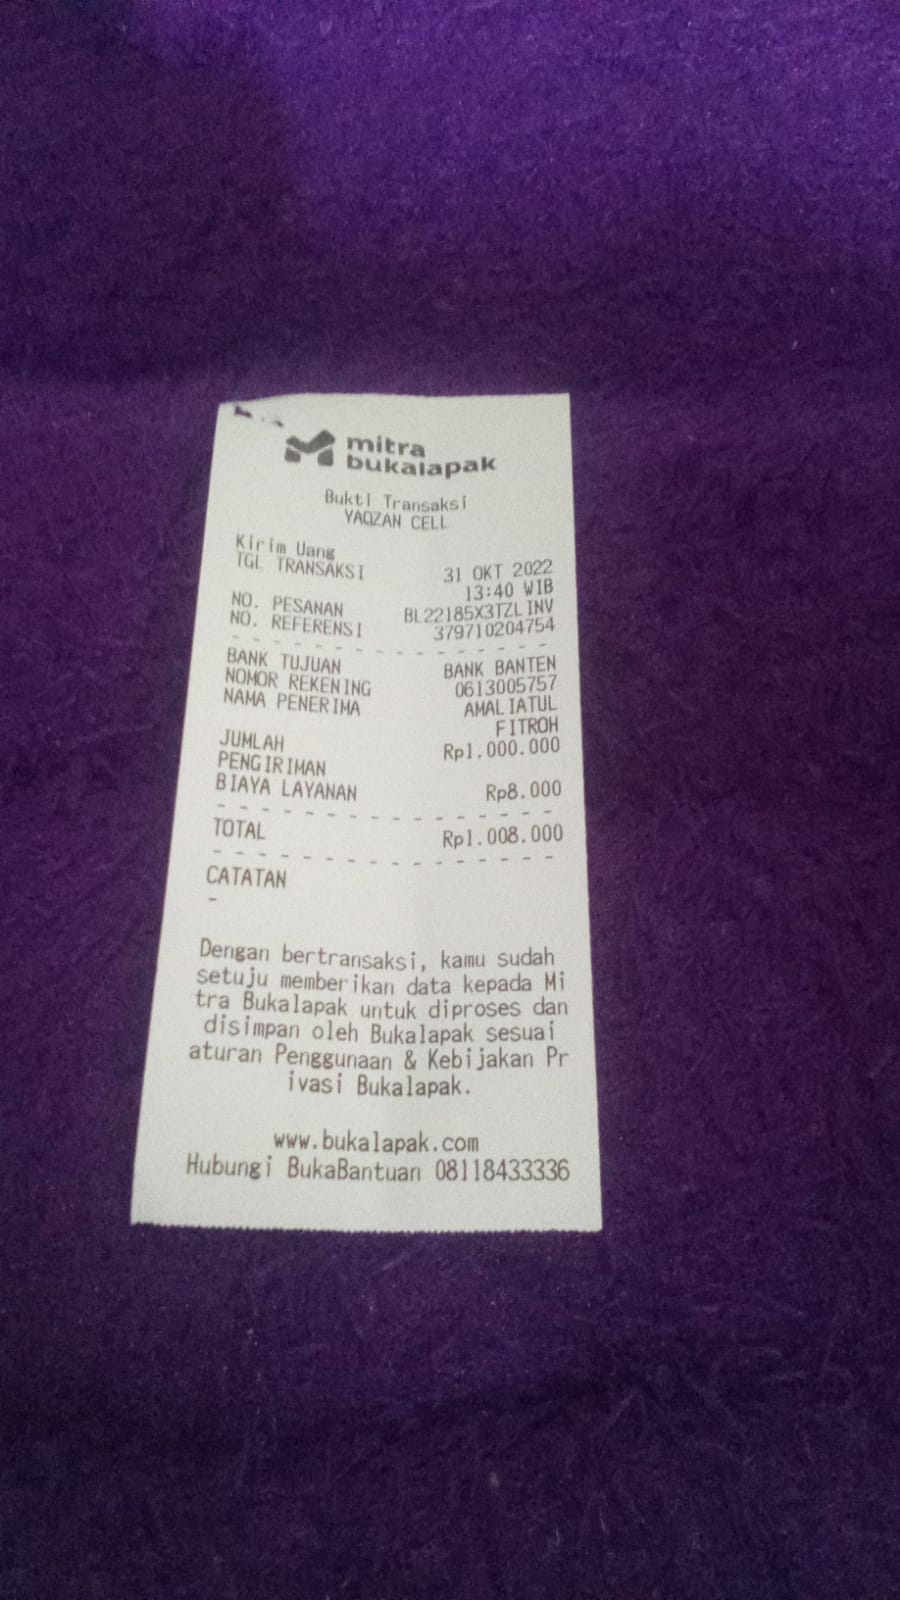 mitra
bukalapak
Bukti Transaksi
YAQZAN CELL
Kirim Uang
TGL TRANSAKSI 31 OKT 2022
13:40 WIB
NO. PESANAN BL22185X3TZLINV
NO. REFERENSI 379710204754
BANK TUJUAN BANK BANTEN
NOMOR REKENING 0613005757
NAMA PENERIMA AMALIATUL
FITROH
JUMLAH Rp1.000.000
PENGIRIMAN
BIAYA LAYANAN Rp8.000
TOTAL Rp1.008.000
CATATAN
-
Dengan bertransaksi, kamu sudah
setuju memberikan data kepada Mi
tra Bukalapak untuk diproses dan
disimpan oleh Bukalapak sesuai
aturan Penggunaan & Kebijakan Pr
ivasi Bukalapak.
www.bukalapak.com
Hubungi BukaBantuan 08118433336